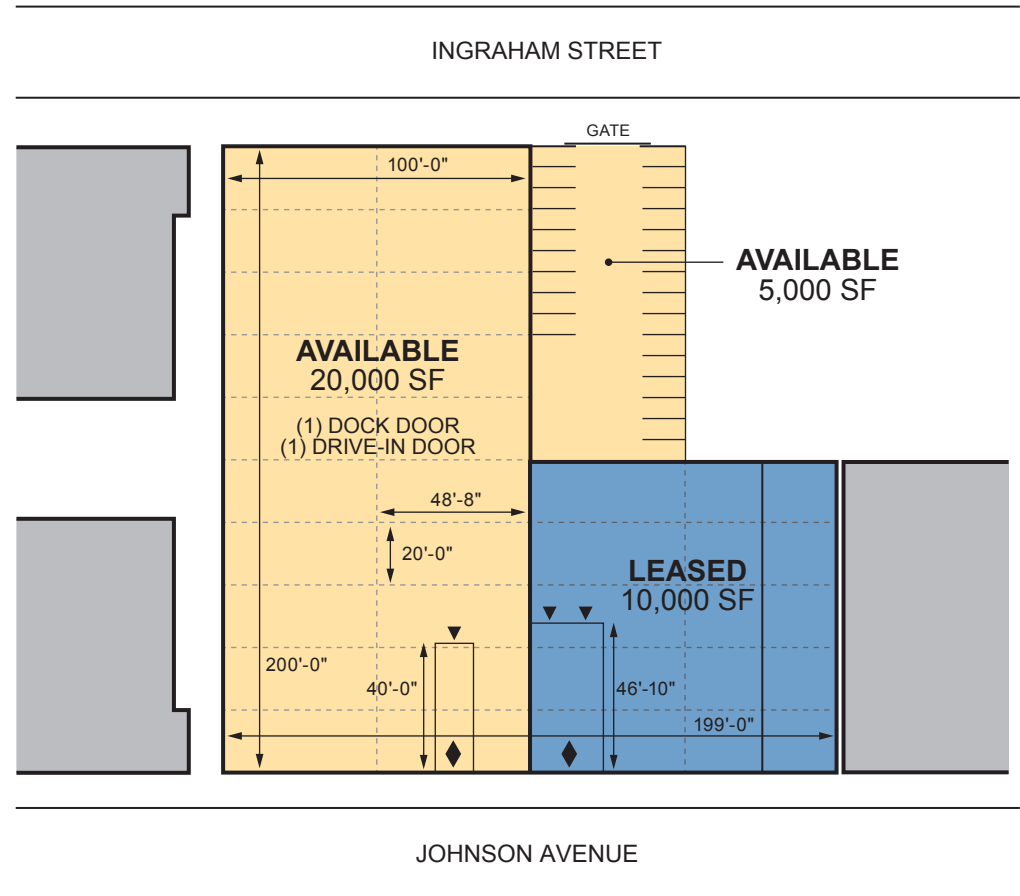 INGRAHAM STREET
GATE
100'-0"
AVAILABLE
5,000 SF
AVAILABLE
20,000 SF
(1) DOCK DOOR
(1) DRIVE-IN DOOR
48'-8"
20'-0"
LEASED
10,000 SF
200'-0"
40'-0"
46'-10"
199'-0"
JOHNSON AVENUE